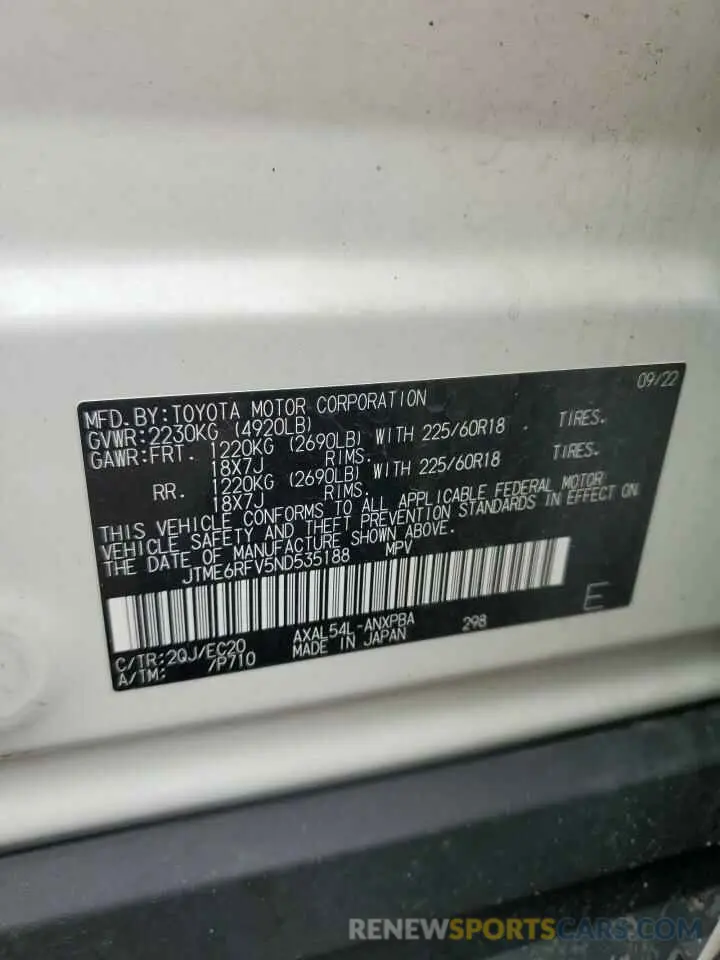 09/22
MFD. BY:TOYOTA MOTOR CORPORATION
GVWR:2230KG (4920LB)
GAWR:FRT. 1220KG (2690LB) WITH 225/60R18 TIRES.
18X7J RIMS.
RR. 1220KG (2690LB) WITH 225/60R18 TIRES.
18X7J RIMS.
THIS VEHICLE CONFORMS TO ALL APPLICABLE FEDERAL MOTOR
VEHICLE SAFETY AND THEFT PREVENTION STANDARDS IN EFFECT ON
THE DATE OF MANUFACTURE SHOWN ABOVE.
JTME6RFV5ND535188 MPV
E
C/TR:2QJ/EC20 AXAL54L-ANXPBA 298
A/TM: 7P710 MADE IN JAPAN
RENEWSPORTSCARS.COM